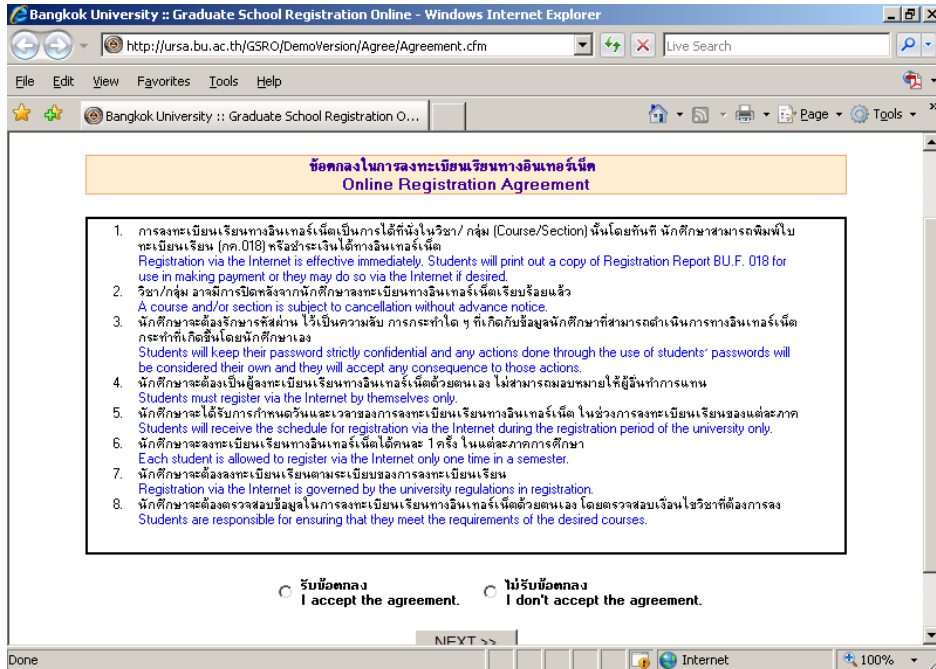 Bangkok University :: Graduate School Registration Online - Windows Internet Explorer
http://ursa.bu.ac.th/GSRO/DemoVersion/Agree/Agreement.cfm
Live Search
File Edit View Favorites Tools Help
Bangkok University :: Graduate School Registration O...
Page Tools
ข้อตกลงในการลงทะเบียนเรียนทางอินเทอร์เน็ต
Online Registration Agreement
1. การลงทะเบียนเรียนทางอินเทอร์เน็ตเป็นการได้ที่นั่งในวิชา/ กลุ่ม (Course/Section) นั้นโดยทันที นักศึกษาสามารถพิมพ์ใบ
ทะเบียนเรียน (กค.018) หรือชำระเงินได้ทางอินเทอร์เน็ต
Registration via the Internet is effective immediately. Students will print out a copy of Registration Report BU.F. 018 for
use in making payment or they may do so via the Internet if desired.
2. วิชา/กลุ่ม อาจมีการปิดหลังจากนักศึกษาลงทะเบียนทางอินเทอร์เน็ตเรียบร้อยแล้ว
A course and/or section is subject to cancellation without advance notice.
3. นักศึกษาจะต้องรักษารหัสผ่าน ไว้เป็นความลับ การกระทำใด ๆ ที่เกิดกับข้อมูลนักศึกษาที่สามารถดำเนินการทางอินเทอร์เน็ต
กระทำที่เกิดขึ้นโดยนักศึกษาเอง
Students will keep their password strictly confidential and any actions done through the use of students' passwords will
be considered their own and they will accept any consequence to those actions.
4. นักศึกษาจะต้องเป็นผู้ลงทะเบียนเรียนทางอินเทอร์เน็ตด้วยตนเอง ไม่สามารถมอบหมายให้ผู้อื่นทำการแทน
Students must register via the Internet by themselves only.
5. นักศึกษาจะได้รับการกำหนดวันและเวลาของการลงทะเบียนเรียนทางอินเทอร์เน็ต ในช่วงการลงทะเบียนเรียนของแต่ละภาค
Students will receive the schedule for registration via the Internet during the registration period of the university only.
6. นักศึกษาจะลงทะเบียนเรียนทางอินเทอร์เน็ตได้คนละ 1 ครั้ง ในแต่ละภาคการศึกษา
Each student is allowed to register via the Internet only one time in a semester.
7. นักศึกษาจะต้องลงทะเบียนเรียนตามระเบียบของการลงทะเบียนเรียน
Registration via the Internet is governed by the university regulations in registration.
8. นักศึกษาจะต้องตรวจสอบข้อมูลในการลงทะเบียนเรียนทางอินเทอร์เน็ตด้วยตนเอง โดยตรวจสอบเงื่อนไขวิชาที่ต้องการลง
Students are responsible for ensuring that they meet the requirements of the desired courses.
รับข้อตกลง ไม่รับข้อตกลง
I accept the agreement. I don't accept the agreement.
NEXT >>
Done Internet 100%